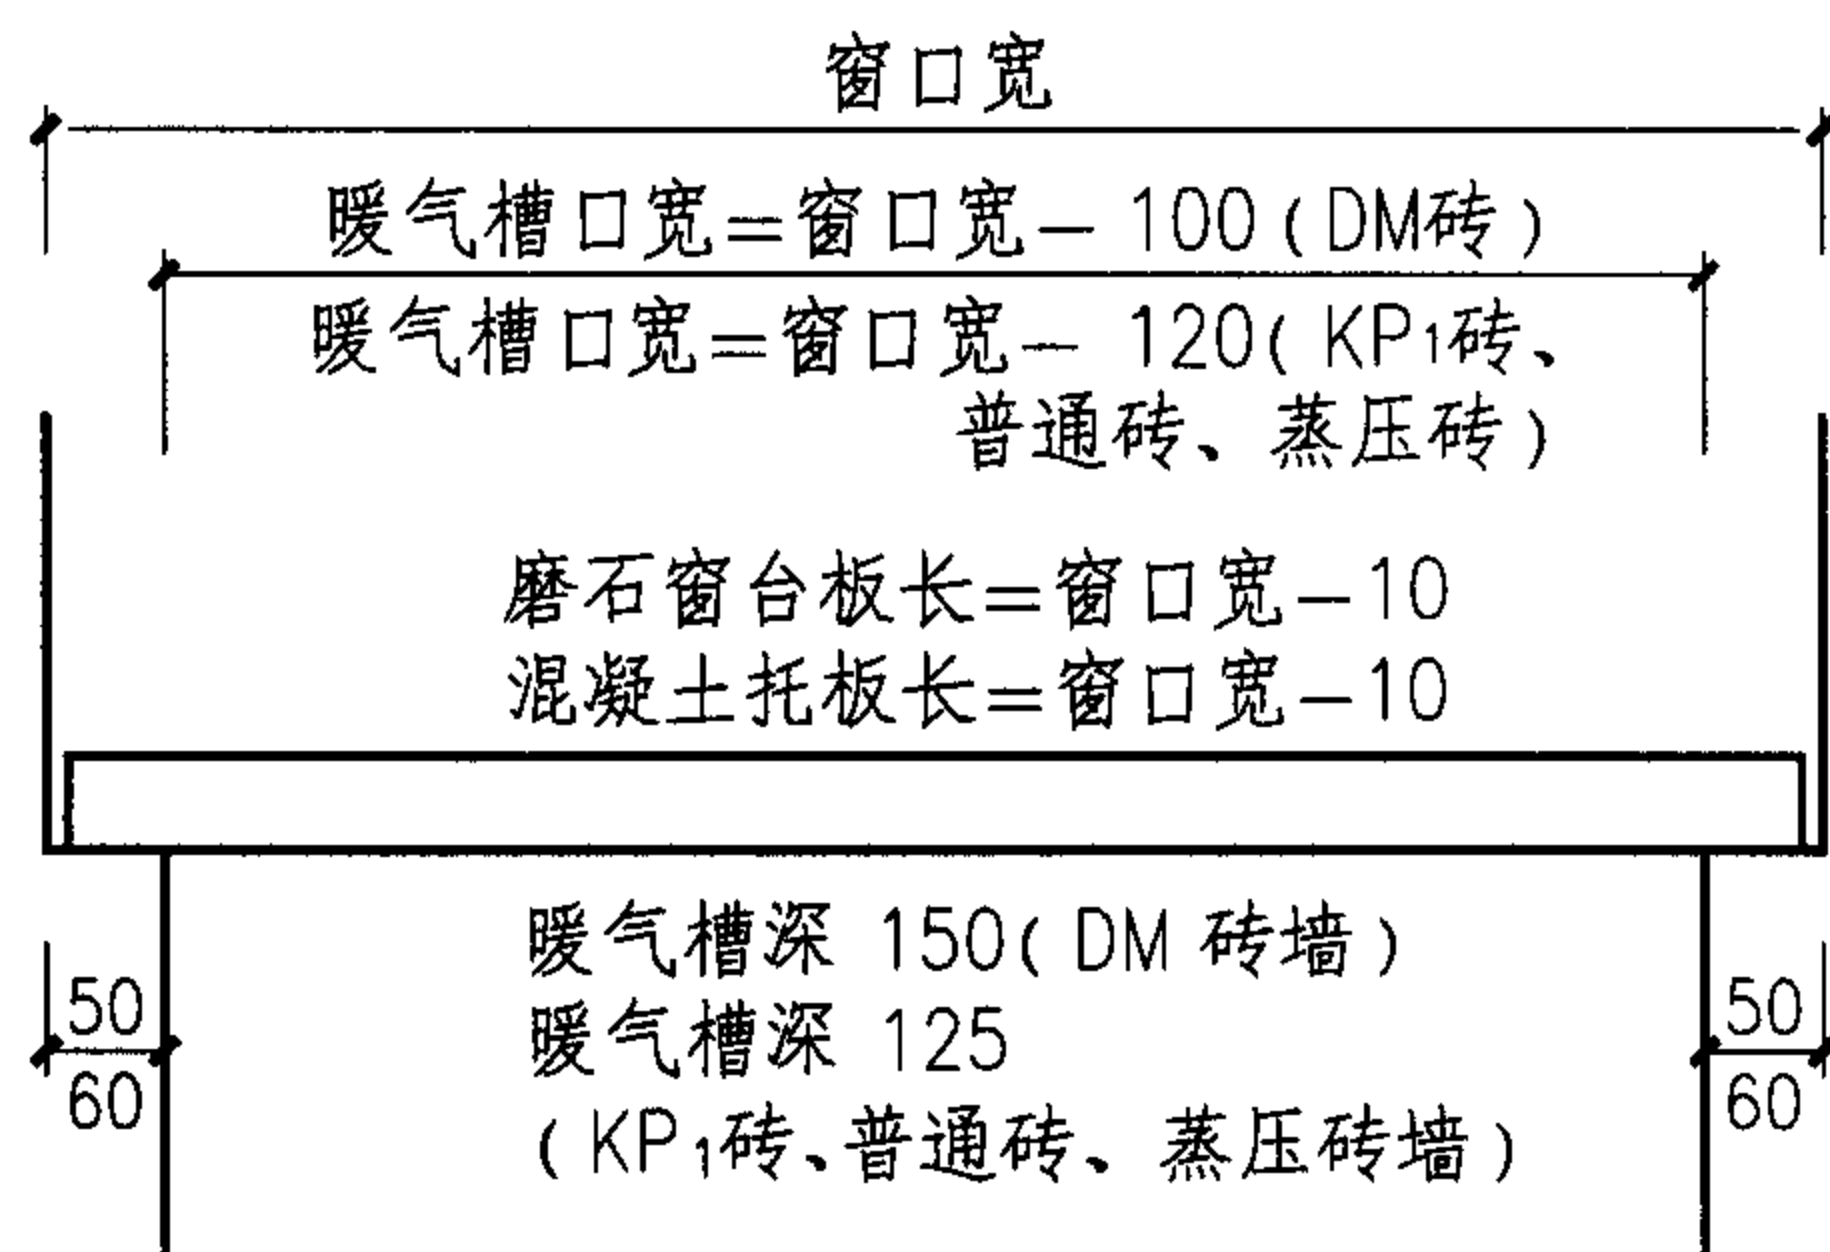 窗口宽
暖气槽口宽=窗口宽-100(DM砖)
暖气槽口宽=窗口宽-120(KP1砖、
普通砖、蒸压砖)
磨石窗台板长=窗口宽-10
混凝土托板长=窗口宽-10
暖气槽深 150(DM 砖墙)
暖气槽深 125
(KP1砖、普通砖、蒸压砖墙)
50
60
50
60